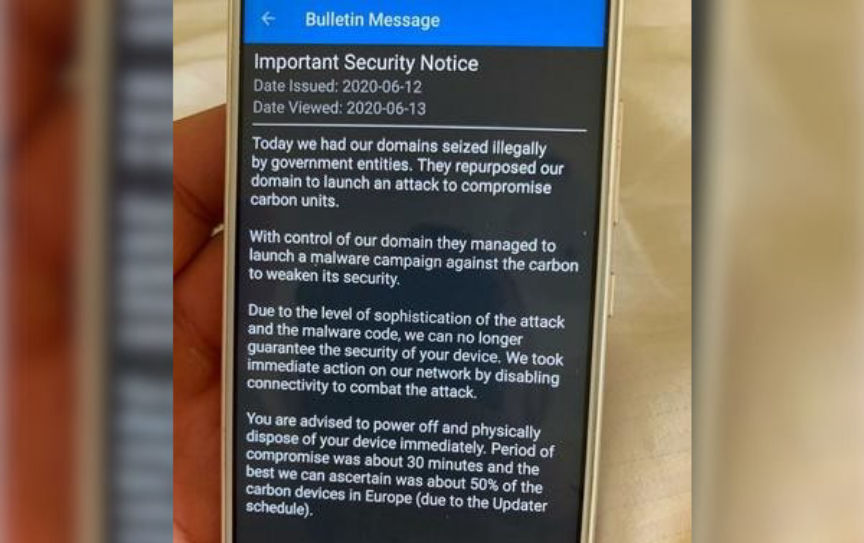 Bulletin Message
Important Security Notice
Date Issued: 2020-06-12
Date Viewed: 2020-06-13
Today we had our domains seized illegally
by government entities. They repurposed our
domain to launch an attack to compromise
carbon units.
With control of our domain they managed to
launch a malware campaign against the carbon
to weaken its security.
Due to the level of sophistication of the attack
and the malware code, we can no longer
guarantee the security of your device. We took
immediate action on our network by disabling
connectivity to combat the attack.
You are advised to power off and physically
dispose of your device immediately. Period of
compromise was about 30 minutes and the
best we can ascertain was about 50% of the
carbon devices in Europe (due to the Updater
schedule).